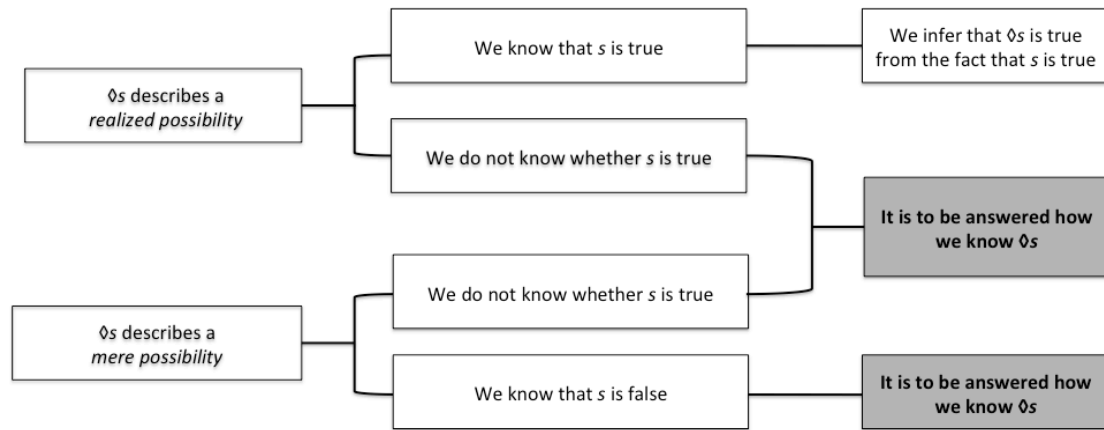 We know that s is true
We infer that ◊s is true
from the fact that s is true
◊s describes a
realized possibility
We do not know whether s is true
It is to be answered how
we know ◊s
We do not know whether s is true
◊s describes a
mere possibility
We know that s is false
It is to be answered how
we know ◊s